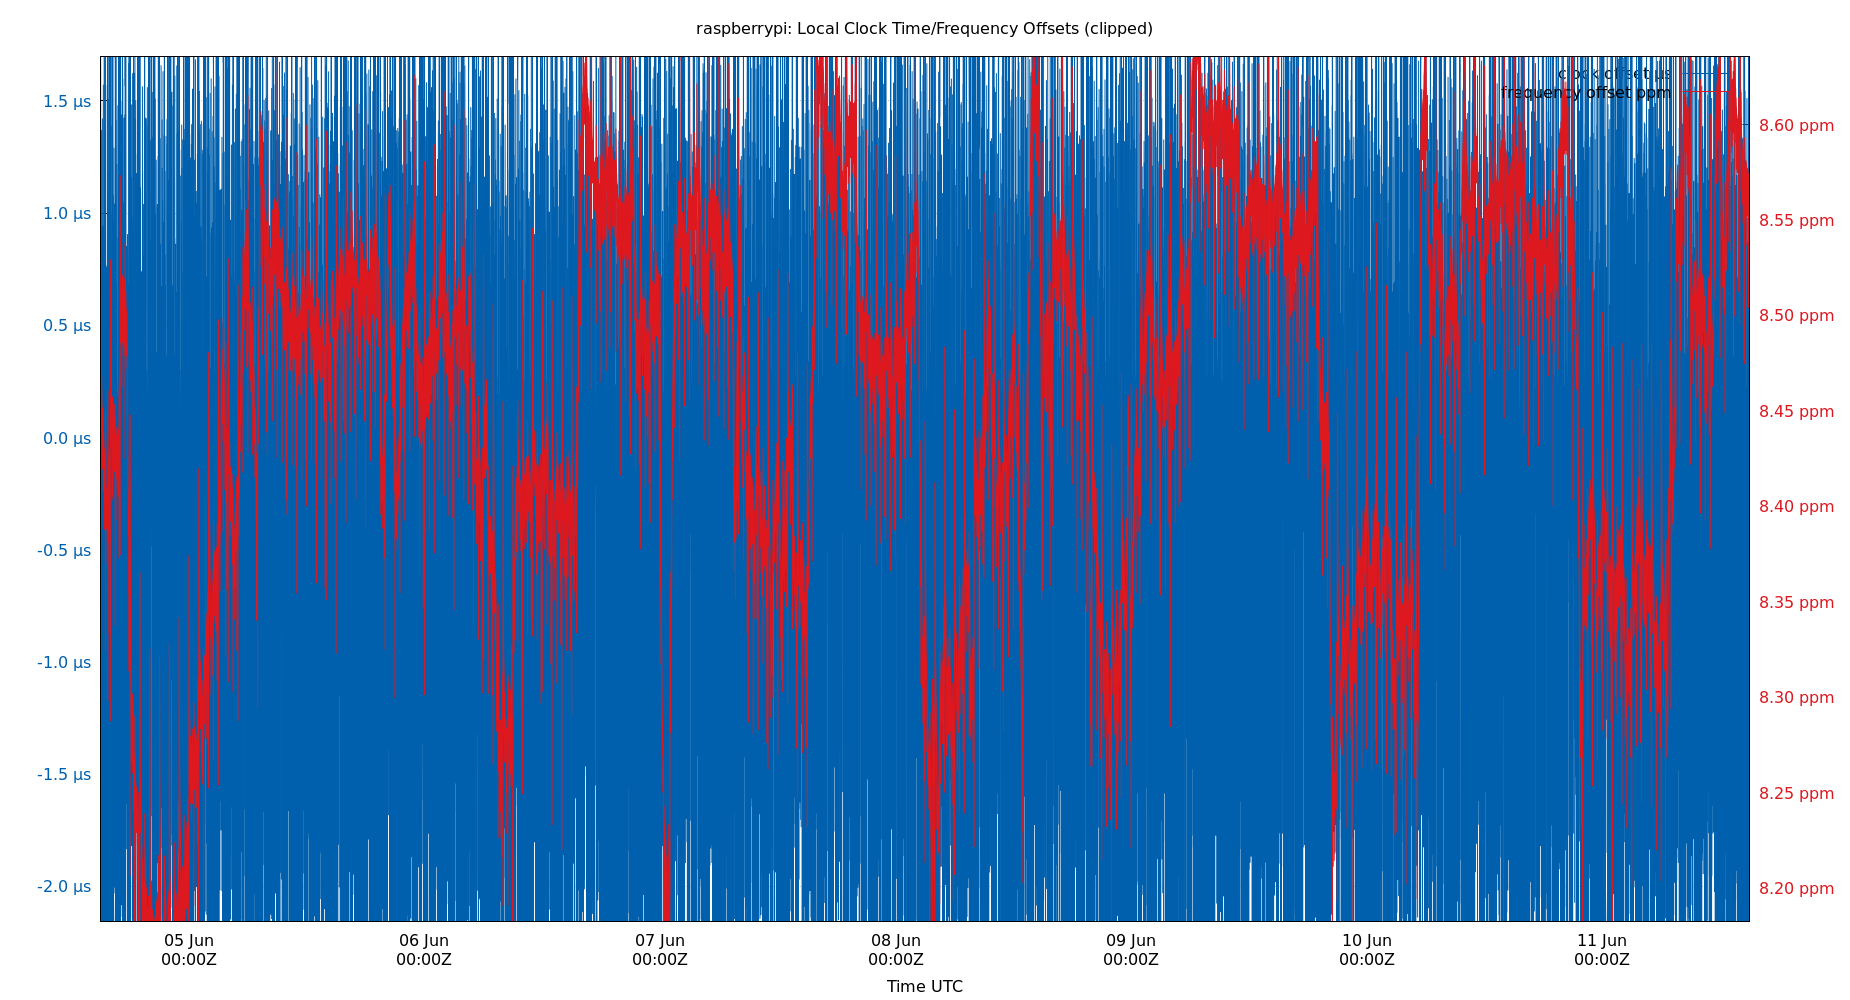 raspberrypi: Local Clock Time/Frequency Offsets (clipped)
clock offset µs
frequency offset ppm
1.5 µs
1.0 µs
0.5 µs
0.0 µs
-0.5 µs
-1.0 µs
-1.5 µs
-2.0 µs
8.60 ppm
8.55 ppm
8.50 ppm
8.45 ppm
8.40 ppm
8.35 ppm
8.30 ppm
8.25 ppm
8.20 ppm
05 Jun 06 Jun 07 Jun 08 Jun 09 Jun 10 Jun 11 Jun
00:00Z 00:00Z 00:00Z 00:00Z 00:00Z 00:00Z 00:00Z
Time UTC